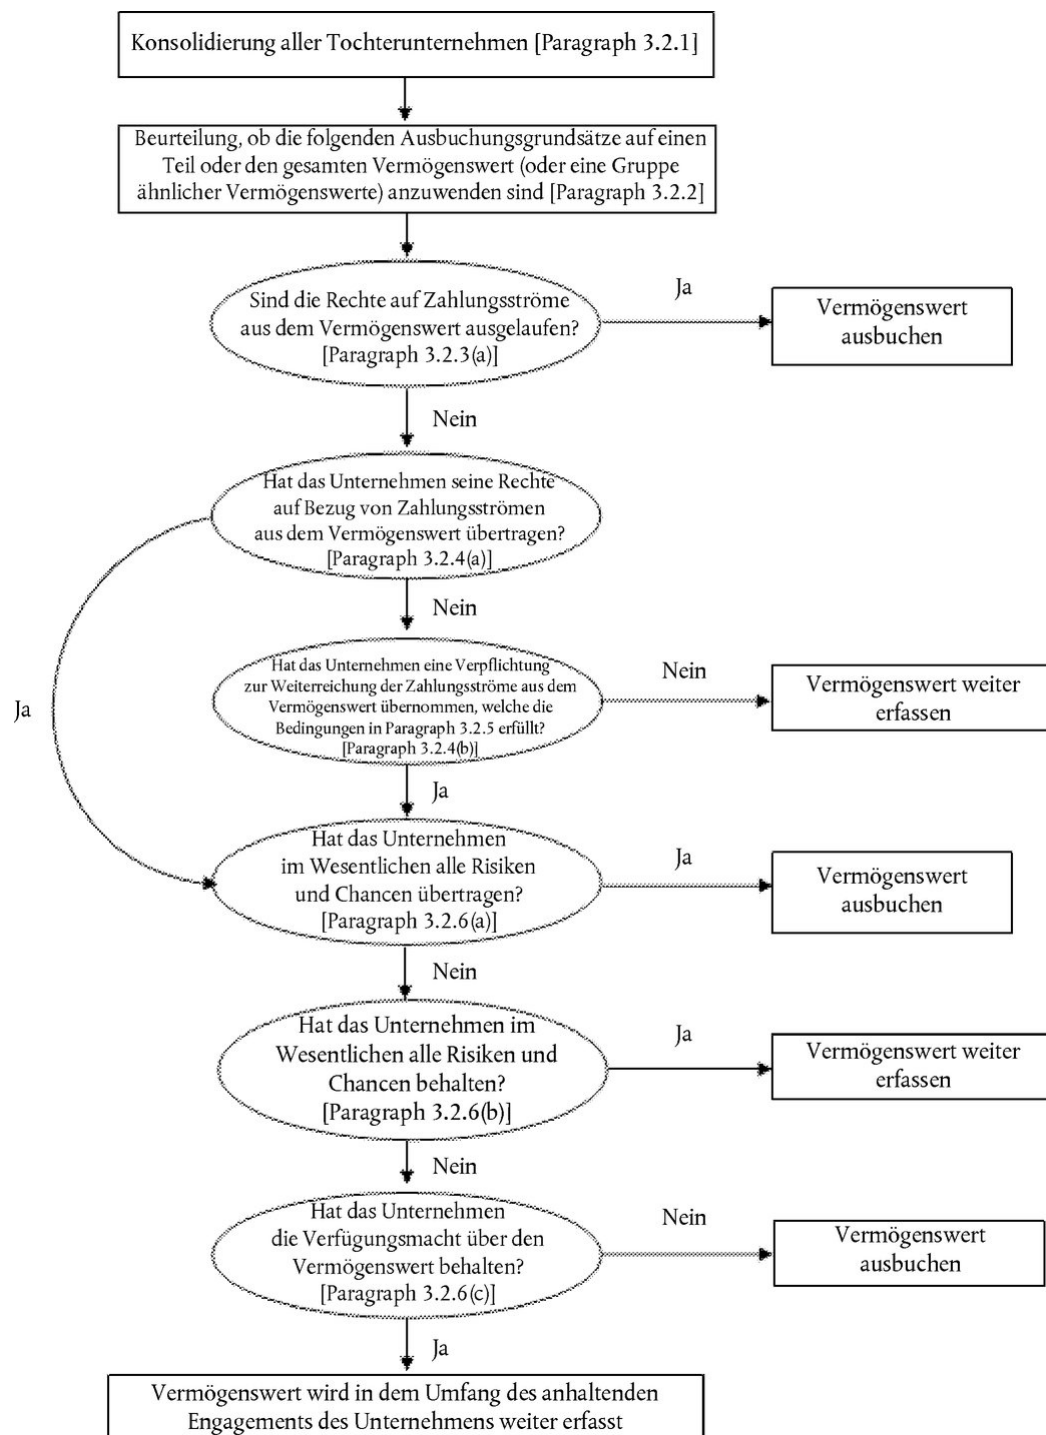 Konsolidierung aller Tochterunternehmen [Paragraph 3.2.1]
Beurteilung, ob die folgenden Ausbuchungsgrundsätze auf einen
Teil oder den gesamten Vermögenswert (oder eine Gruppe
ähnlicher Vermögenswerte) anzuwenden sind [Paragraph 3.2.2]
Sind die Rechte auf Zahlungsströme
aus dem Vermögenswert ausgelaufen?
[Paragraph 3.2.3(a)]
Ja
Vermögenswert
ausbuchen
Nein
Hat das Unternehmen seine Rechte
auf Bezug von Zahlungsströmen
aus dem Vermögenswert übertragen?
[Paragraph 3.2.4(a)]
Nein
Ja
Hat das Unternehmen eine Verpflichtung
zur Weiterreichung der Zahlungsströme aus dem
Vermögenswert übernommen, welche die
Bedingungen in Paragraph 3.2.5 erfüllt?
[Paragraph 3.2.4(b)]
Nein
Vermögenswert weiter
erfassen
Ja
Hat das Unternehmen
im Wesentlichen alle Risiken
und Chancen übertragen?
[Paragraph 3.2.6(a)]
Ja
Vermögenswert
ausbuchen
Nein
Hat das Unternehmen im
Wesentlichen alle Risiken und
Chancen behalten?
[Paragraph 3.2.6(b)]
Ja
Vermögenswert weiter
erfassen
Nein
Hat das Unternehmen
die Verfügungsmacht über den
Vermögenswert behalten?
[Paragraph 3.2.6(c)]
Nein
Vermögenswert
ausbuchen
Ja
Vermögenswert wird in dem Umfang des anhaltenden
Engagements des Unternehmens weiter erfasst